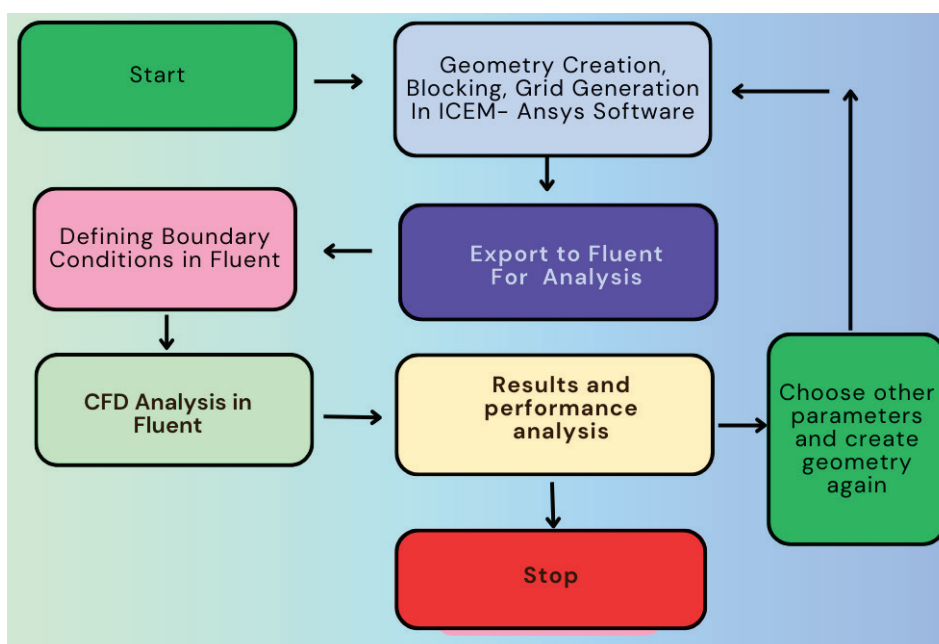 Start
Geometry Creation,
Blocking, Grid Generation
In ICEM- Ansys Software
Defining Boundary
Conditions in Fluent
Export to Fluent
For Analysis
CFD Analysis in
Fluent
Results and
performance
analysis
Choose other
parameters
and create
geometry
again
Stop